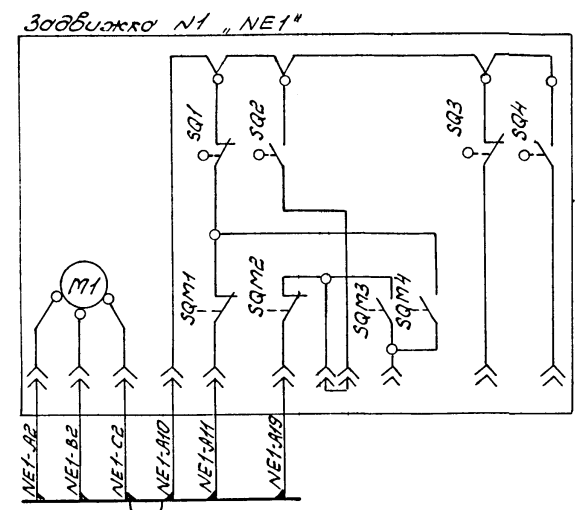 Задвижка N1 „NE1"
SQ1
SQ2
SQ3
SQ4
M1
SQM1
SQM2
SQM3
SQM4
NE1-A2
NE1-B2
NE1-C2
NE1-A10
NE1-A11
NE1-A19